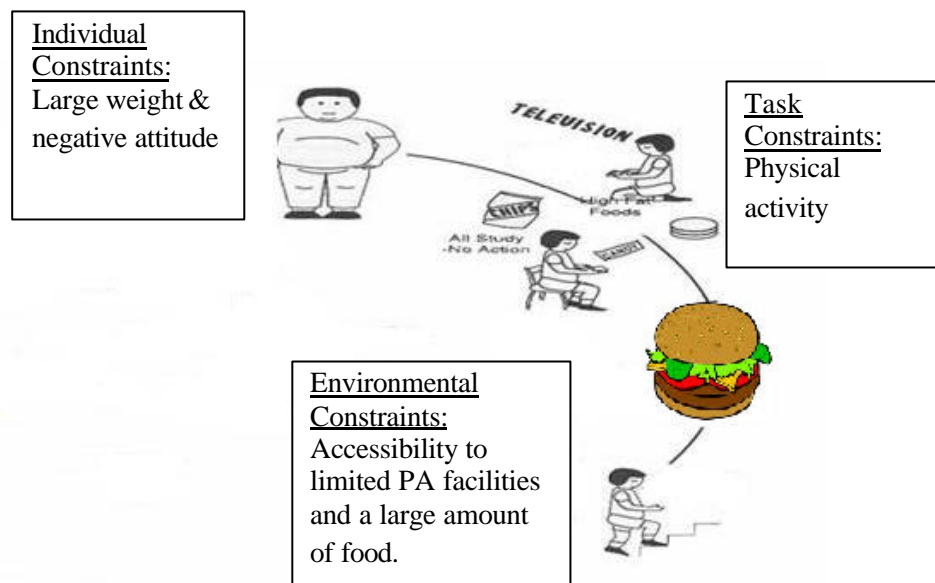 Individual
Constraints:
Large weight &
negative attitude
TELEVISION
Task
Constraints:
Physical
activity
CHIPS
High Fat
Foods
All Study
-No Action
CANDY
Environmental
Constraints:
Accessibility to
limited PA facilities
and a large amount
of food.